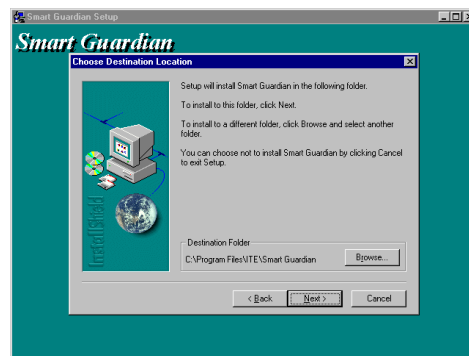 Smart Guardian Setup
Smart Guardian
Choose Destination Location
Setup will install Smart Guardian in the following folder.
To install to this folder, click Next.
To install to a different folder, click Browse and select another
folder.
You can choose not to install Smart Guardian by clicking Cancel
to exit Setup.
InstallShield
Destination Folder
C:\Program Files\ITE\Smart Guardian
Browse...
< Back
Next >
Cancel